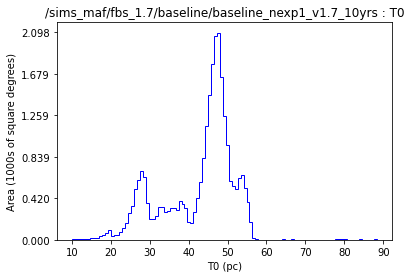 /sims_maf/fbs_1.7/baseline/baseline_nexp1_v1.7_10yrs : T0
2.098
1.679
1.259
0.839
0.420
0.000
Area (1000s of square degrees)
10 20 30 40 50 60 70 80 90
T0 (pc)